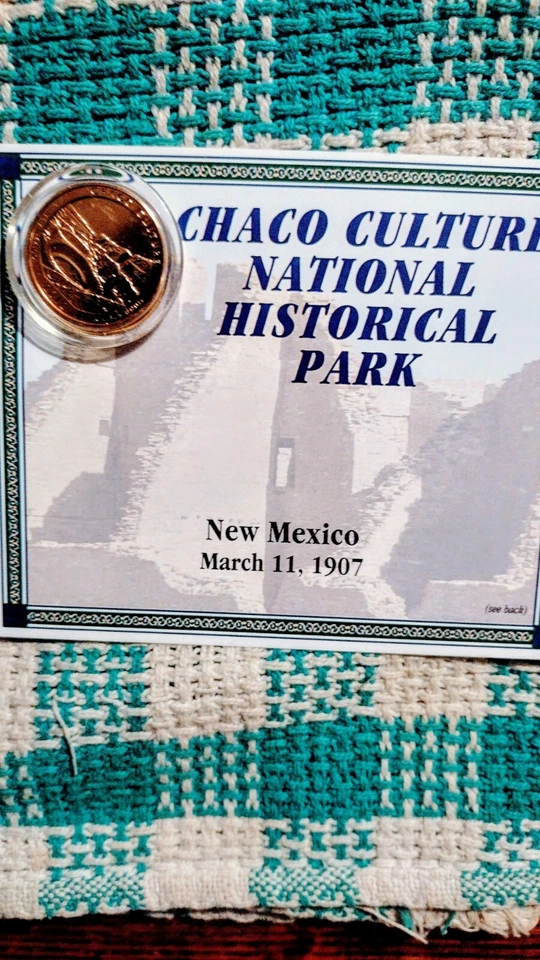 CHACO CULTURE
NATIONAL
HISTORICAL
PARK
New Mexico
March 11, 1907
(see back)